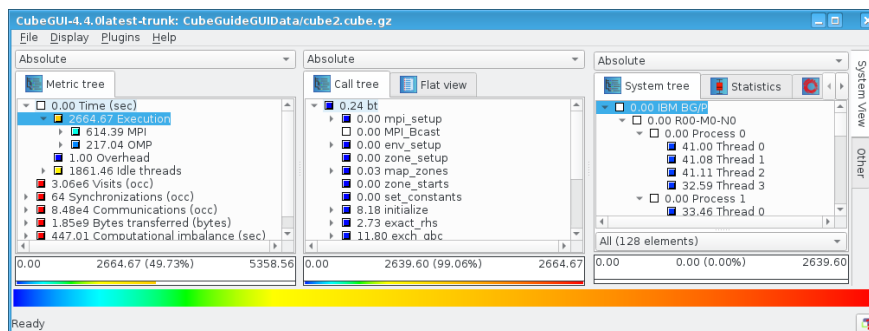 CubeGUI-4.4.0latest-trunk: CubeGuideGUIData/cube2.cube.gz
File Display Plugins Help
Absolute
Metric tree
0.00 Time (sec)
2664.67 Execution
614.39 MPI
217.04 OMP
1.00 Overhead
1861.46 Idle threads
3.06e6 Visits (occ)
64 Synchronizations (occ)
8.48e4 Communications (occ)
1.85e9 Bytes transferred (bytes)
447.01 Computational imbalance (sec)
0.00 2664.67 (49.73%) 5358.56
Absolute
Call tree Flat view
0.24 bt
0.00 mpi_setup
0.00 MPI_Bcast
0.00 env_setup
0.00 zone_setup
0.03 map_zones
0.00 zone_starts
0.00 set_constants
8.18 initialize
2.73 exact_rhs
11.80 exch_qbc
0.00 2639.60 (99.06%) 2664.67
Absolute
System tree Statistics
0.00 IBM BG/P
0.00 R00-M0-N0
0.00 Process 0
41.00 Thread 0
41.08 Thread 1
41.11 Thread 2
32.59 Thread 3
0.00 Process 1
33.46 Thread 0
All (128 elements)
0.00 0.00 (0.00%) 2639.60
System View
Other
Ready